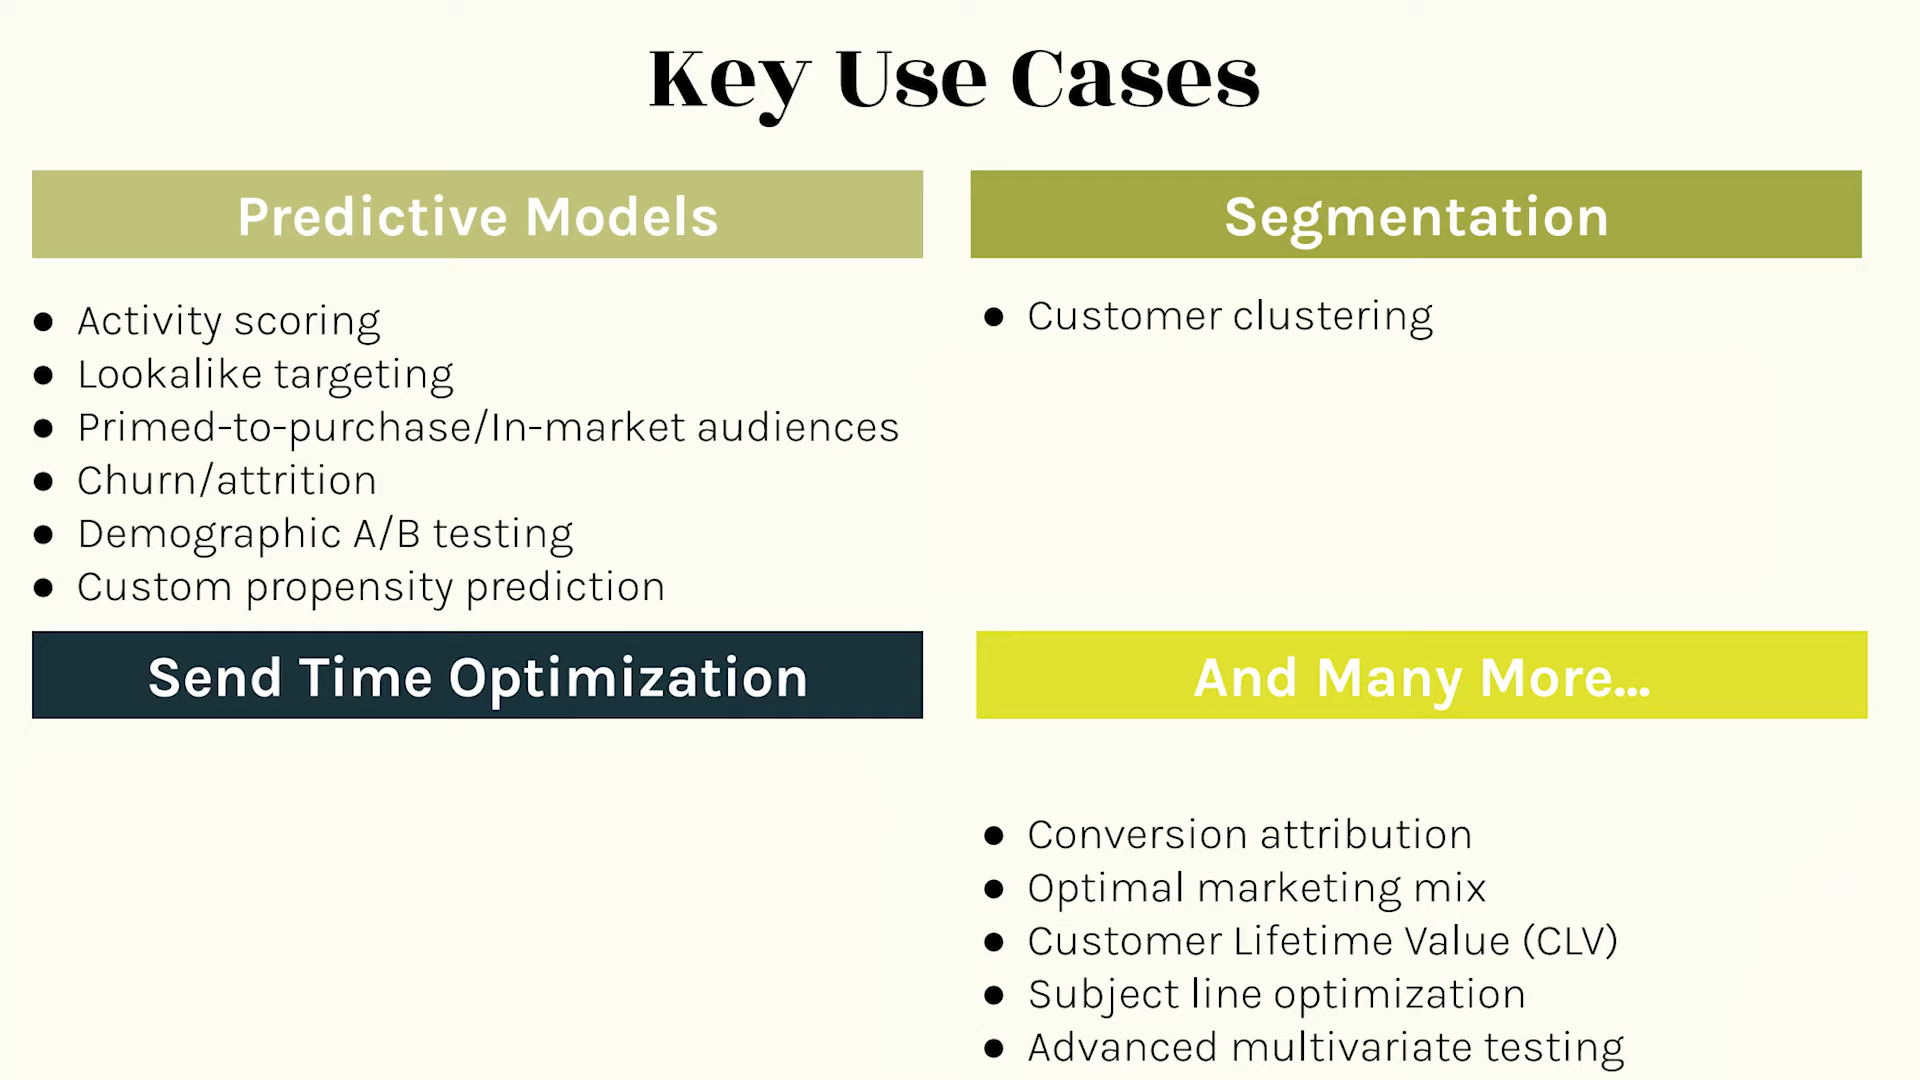 Key Use Cases
Predictive Models
● Activity scoring
● Lookalike targeting
● Primed-to-purchase/In-market audiences
● Churn/attrition
● Demographic A/B testing
● Custom propensity prediction
Segmentation
● Customer clustering
Send Time Optimization
And Many More...
● Conversion attribution
● Optimal marketing mix
● Customer Lifetime Value (CLV)
● Subject line optimization
● Advanced multivariate testing